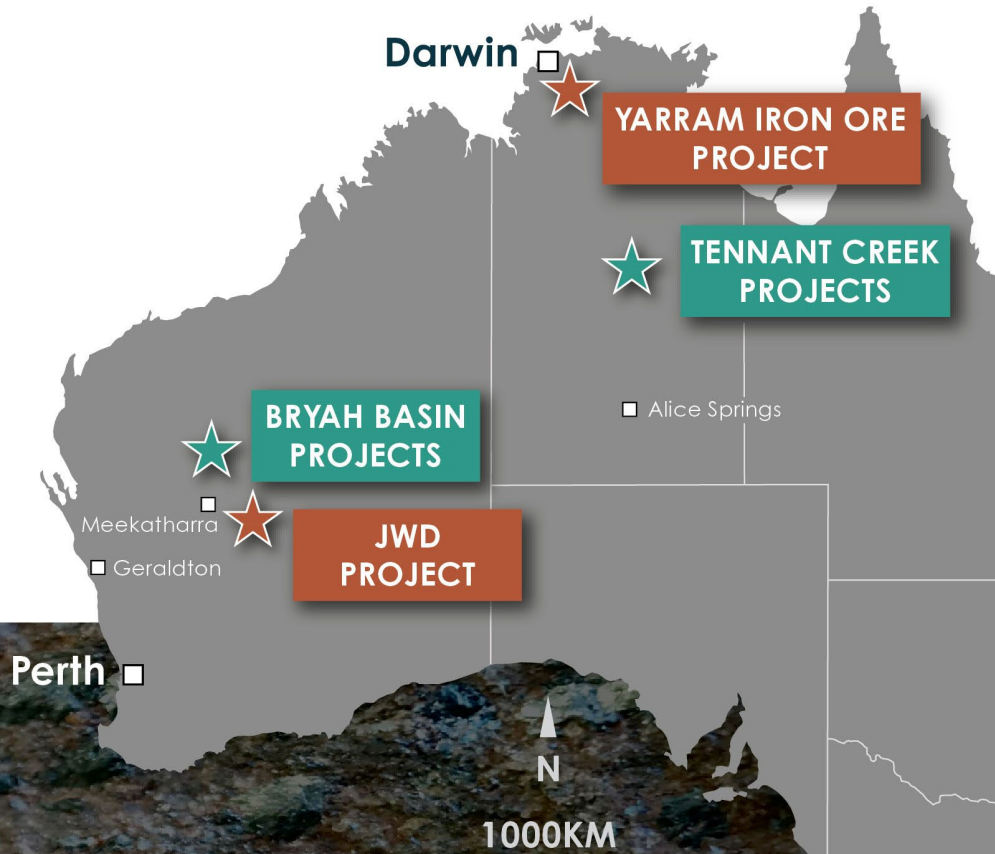 Darwin
YARRAM IRON ORE
PROJECT
TENNANT CREEK
PROJECTS
Alice Springs
BRYAH BASIN
PROJECTS
Meekatharra
JWD
PROJECT
Geraldton
Perth
N
1000KM